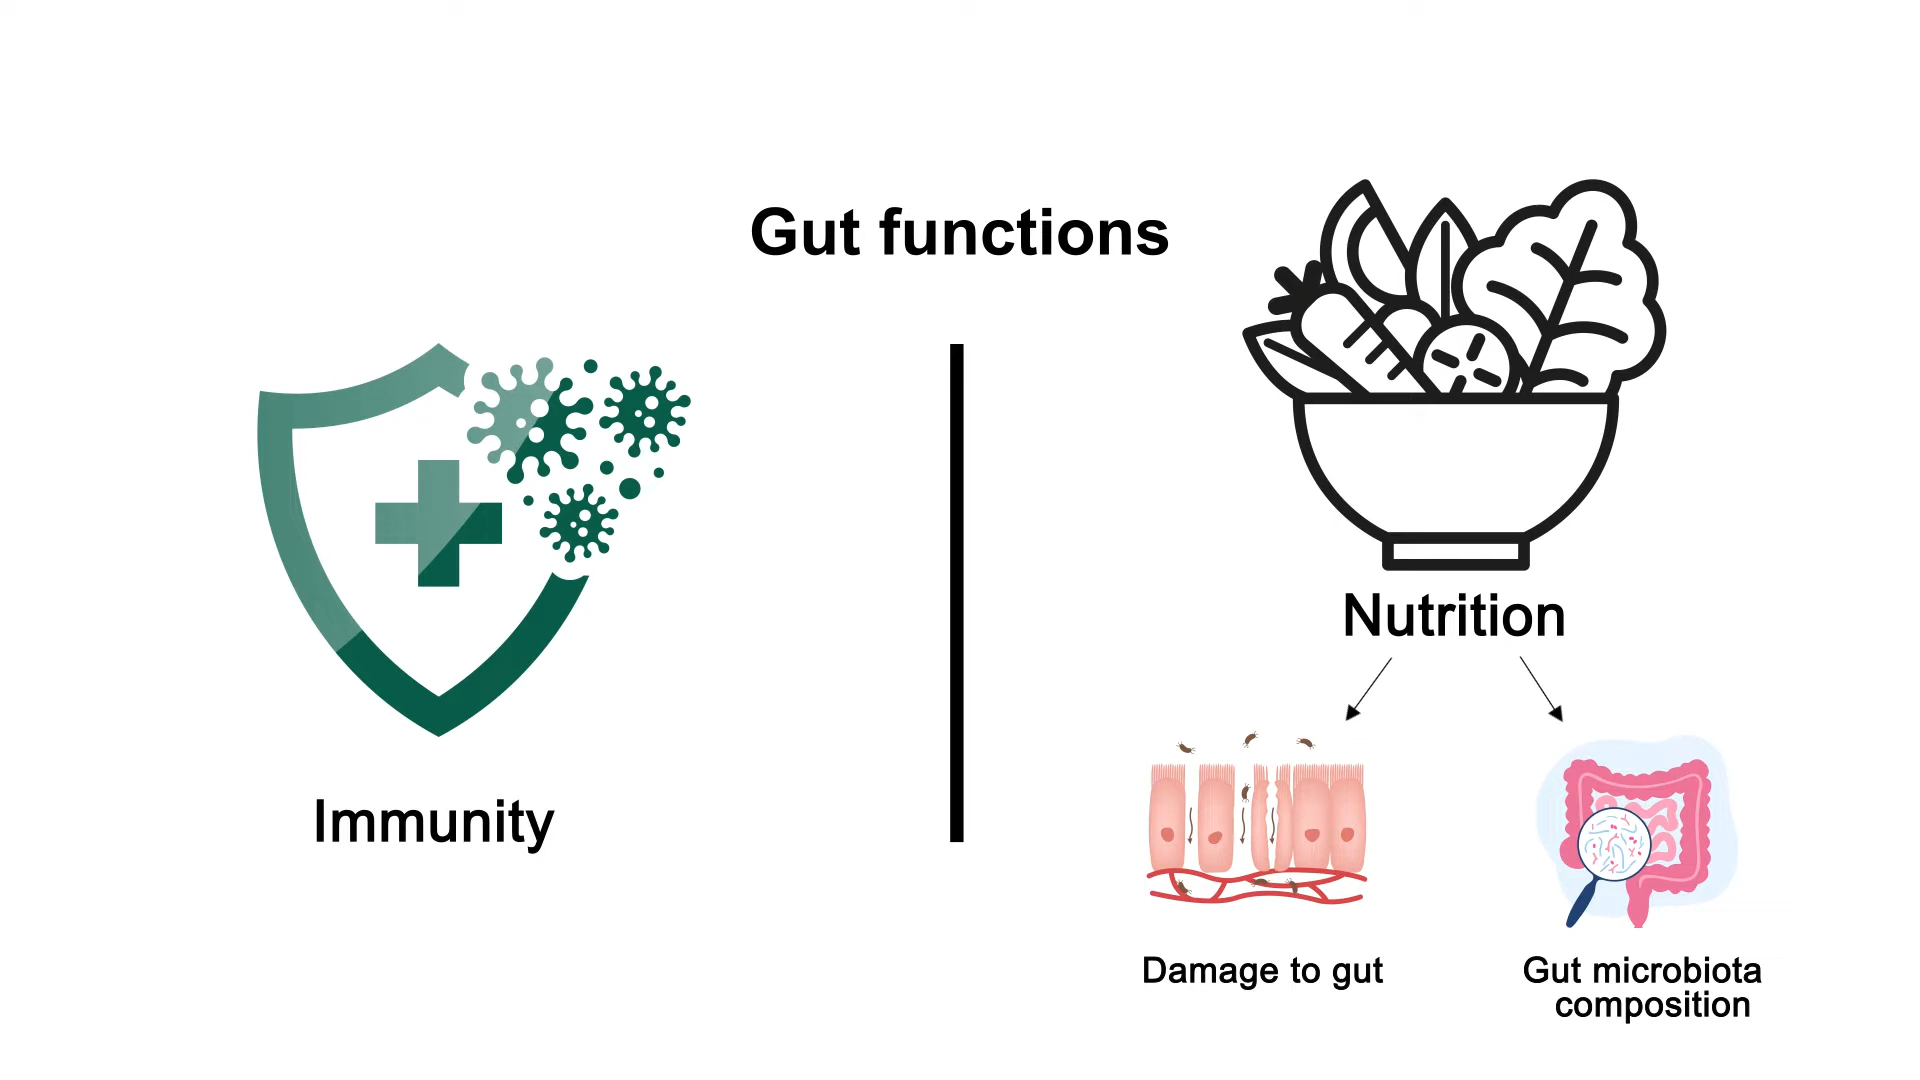 Gut functions
Immunity
Nutrition
Damage to gut
Gut microbiota
composition